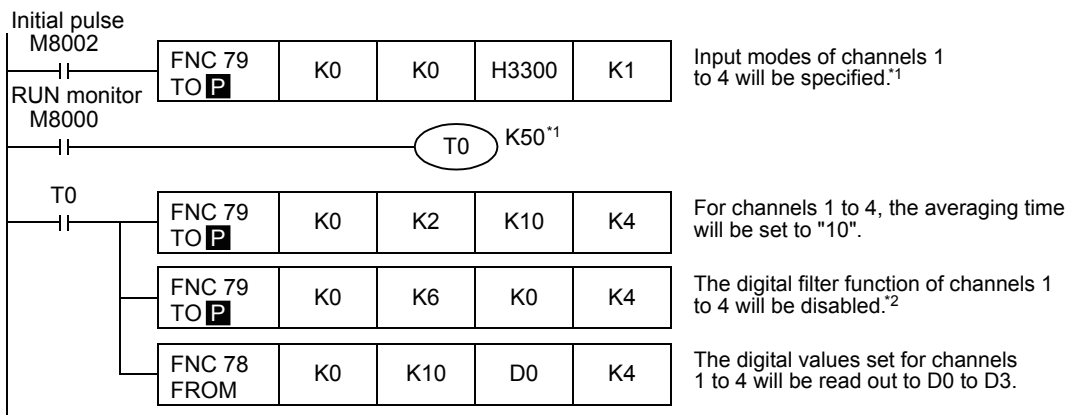 Initial pulse
M8002
FNC 79
TO P
K0
K0
H3300
K1
Input modes of channels 1
to 4 will be specified.*1
RUN monitor
M8000
T0
K50*1
T0
FNC 79
TO P
K0
K2
K10
K4
For channels 1 to 4, the averaging time
will be set to "10".
FNC 79
TO P
K0
K6
K0
K4
The digital filter function of channels 1
to 4 will be disabled.*2
FNC 78
FROM
K0
K10
D0
K4
The digital values set for channels
1 to 4 will be read out to D0 to D3.